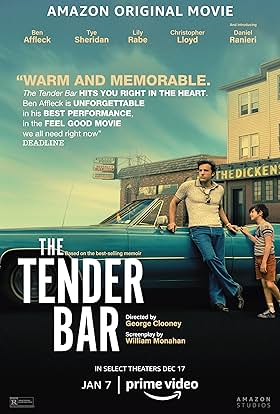 AMAZON ORIGINAL MOVIE
Ben Affleck
Tye Sheridan
Lily Rabe
Christopher Lloyd
And introducing
Daniel Ranieri
“WARM AND MEMORABLE.
The Tender Bar HITS YOU RIGHT IN THE HEART.
Ben Affleck is UNFORGETTABLE
in his BEST PERFORMANCE,
in the FEEL GOOD MOVIE
we all need right now”
DEADLINE
THE DICKENS
THE
Based on the best-selling memoir
TENDER
BAR
Directed by
George Clooney
Screenplay by
William Monahan
IN SELECT THEATERS DEC 17
JAN 7 | prime video
R
AMAZON
STUDIOS